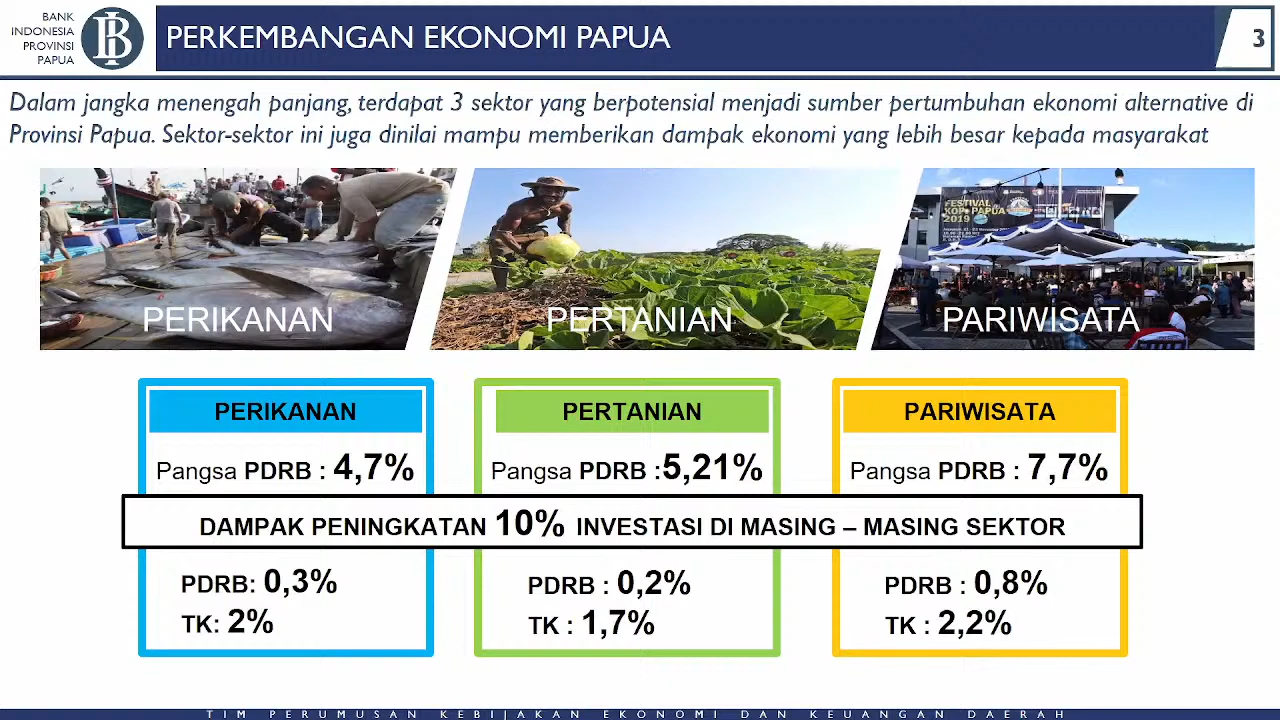 BANK
INDONESIA
PROVINSI
PAPUA
PERKEMBANGAN EKONOMI PAPUA
3
Dalam jangka menengah panjang, terdapat 3 sektor yang berpotensial menjadi sumber pertumbuhan ekonomi alternative di
Provinsi Papua. Sektor-sektor ini juga dinilai mampu memberikan dampak ekonomi yang lebih besar kepada masyarakat
FESTIVAL
KOPI PAPUA
2019
PERIKANAN
PERTANIAN
PARIWISATA
PERIKANAN
PERTANIAN
PARIWISATA
Pangsa PDRB : 4,7%
Pangsa PDRB :5,21%
Pangsa PDRB : 7,7%
DAMPAK PENINGKATAN 10% INVESTASI DI MASING – MASING SEKTOR
PDRB: 0,3%
TK: 2%
PDRB : 0,2%
TK : 1,7%
PDRB : 0,8%
TK : 2,2%
TIM PERUMUSAN KEBIJAKAN EKONOMI DAN KEUANGAN DAERAH